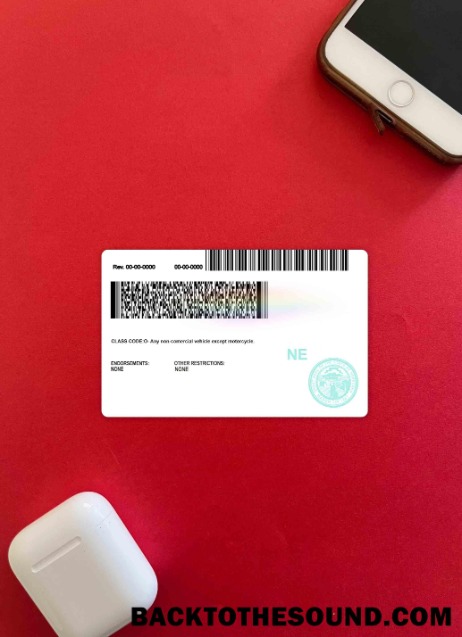 Rev. 00-00-0000 00-00-0000
CLASS CODE:O- Any non-comercial vehicle except motorcycle.
ENDORSEMENTS: OTHER RESTRICTIONS:
NONE NONE
NE
BACKTOTHESOUND.COM